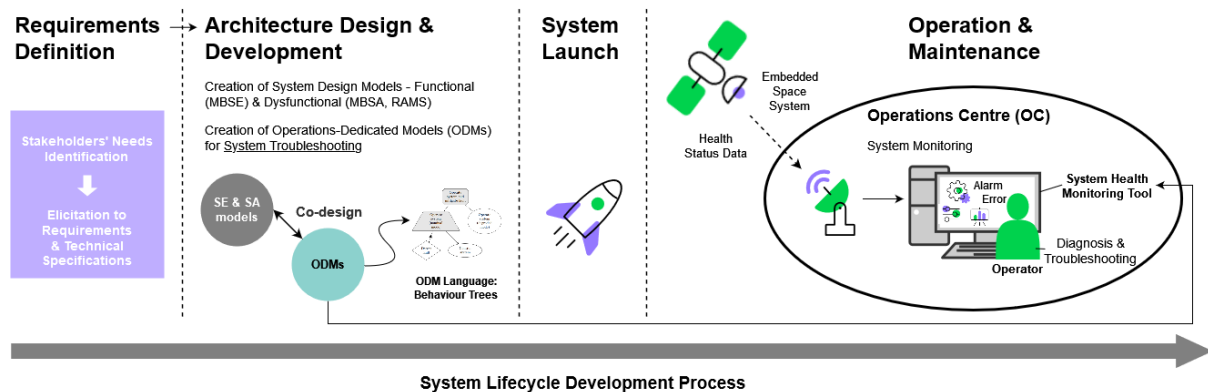 Requirements
Definition
Architecture Design &
Development
System
Launch
Operation &
Maintenance
Stakeholders' Needs
Identification
Elicitation to
Requirements
& Technical
Specifications
Creation of System Design Models - Functional
(MBSE) & Dysfunctional (MBSA, RAMS)
Creation of Operations-Dedicated Models (ODMs)
for System Troubleshooting
SE & SA
models
Co-design
ODMs
ODM Language:
Behaviour Trees
Embedded
Space
System
Health
Status Data
Operations Centre (OC)
System Monitoring
Alarm
Error
System Health
Monitoring Tool
Diagnosis &
Troubleshooting
Operator
System Lifecycle Development Process